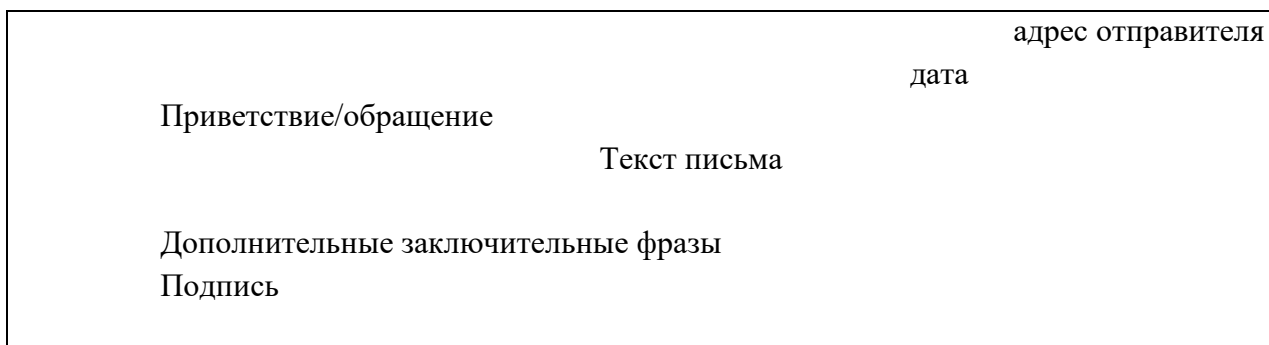 адрес отправителя
дата
Приветствие/обращение
Текст письма
Дополнительные заключительные фразы
Подпись